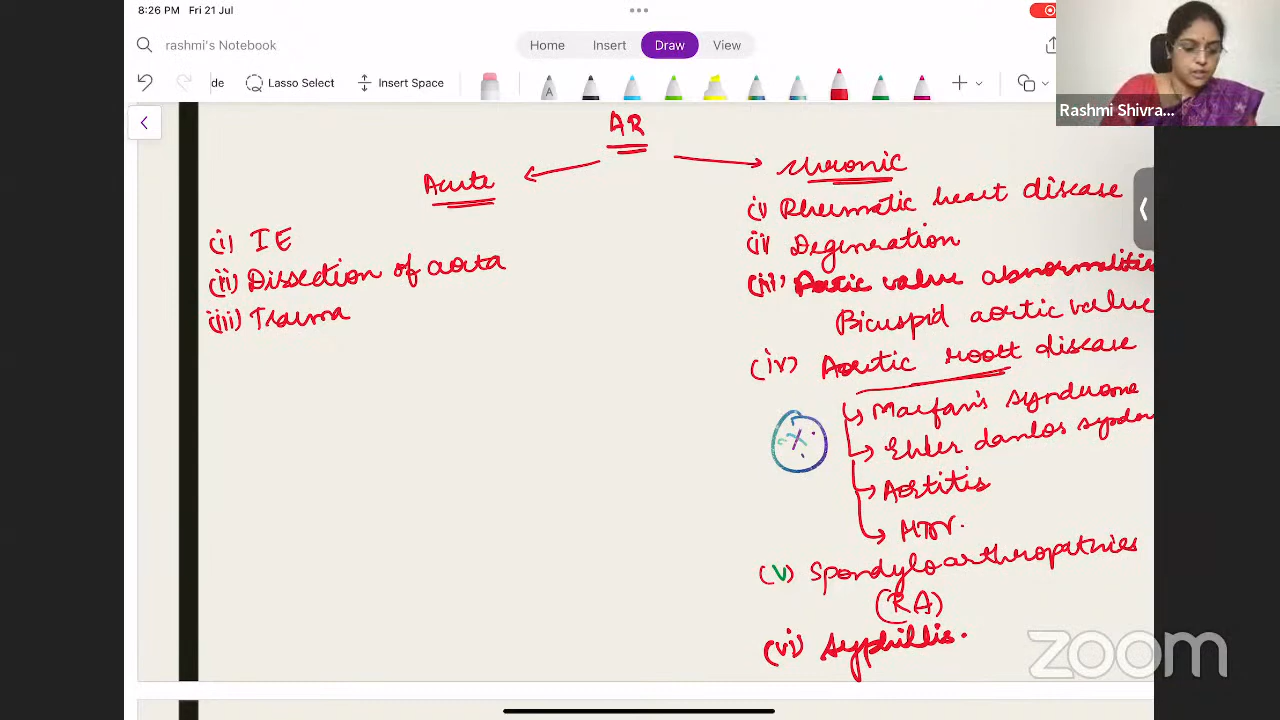 8:26 PM Fri 21 Jul
rashmi's Notebook
Home Insert Draw View
de Lasso Select Insert Space
Rashmi Shivra...
AR
Acute
(i) IE
(ii) Dissection of aorta
(iii) Trauma
Chronic
(i) Rheumatic heart disease
(ii) Degeneration
(iii) Aortic valve abnormalities
Bicuspid aortic valve
(iv) Aortic root disease
Marfan's syndrome
Ehler danlos syndro
Aortitis
HTN.
(v) Spondyloarthropathies
(RA)
(vi) Syphillis.
zoom